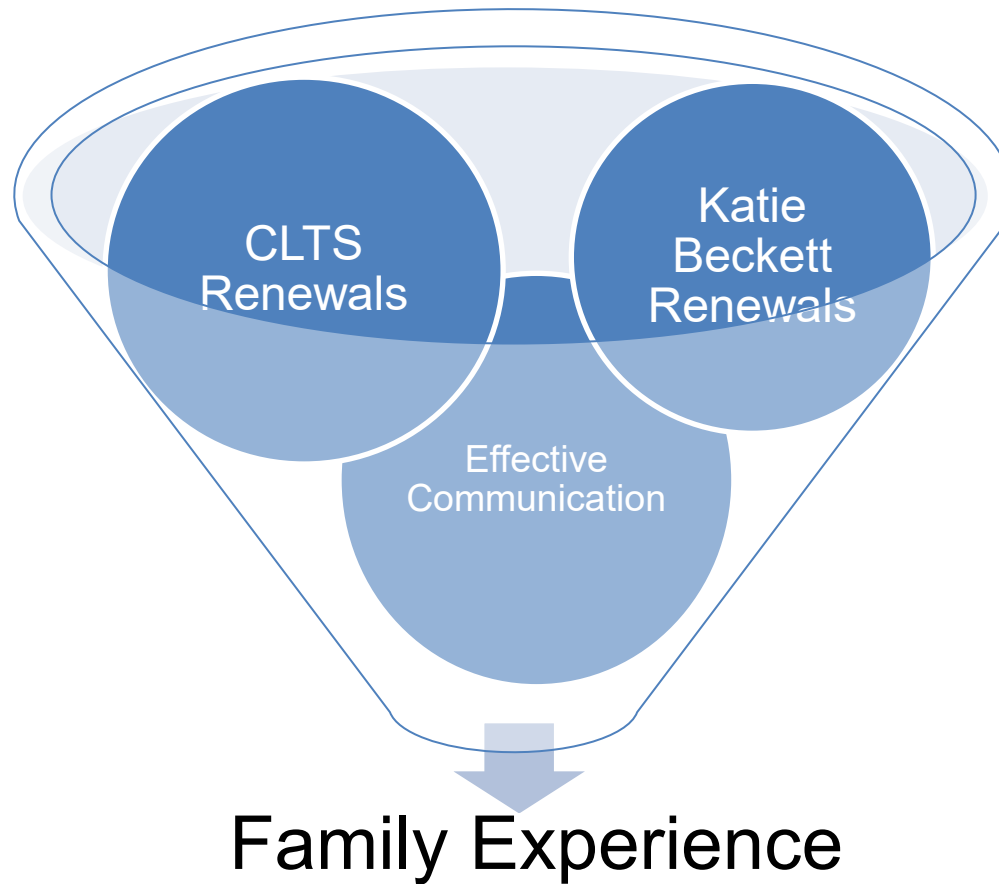 CLTS
Renewals
Katie
Beckett
Renewals
Effective
Communication
Family Experience